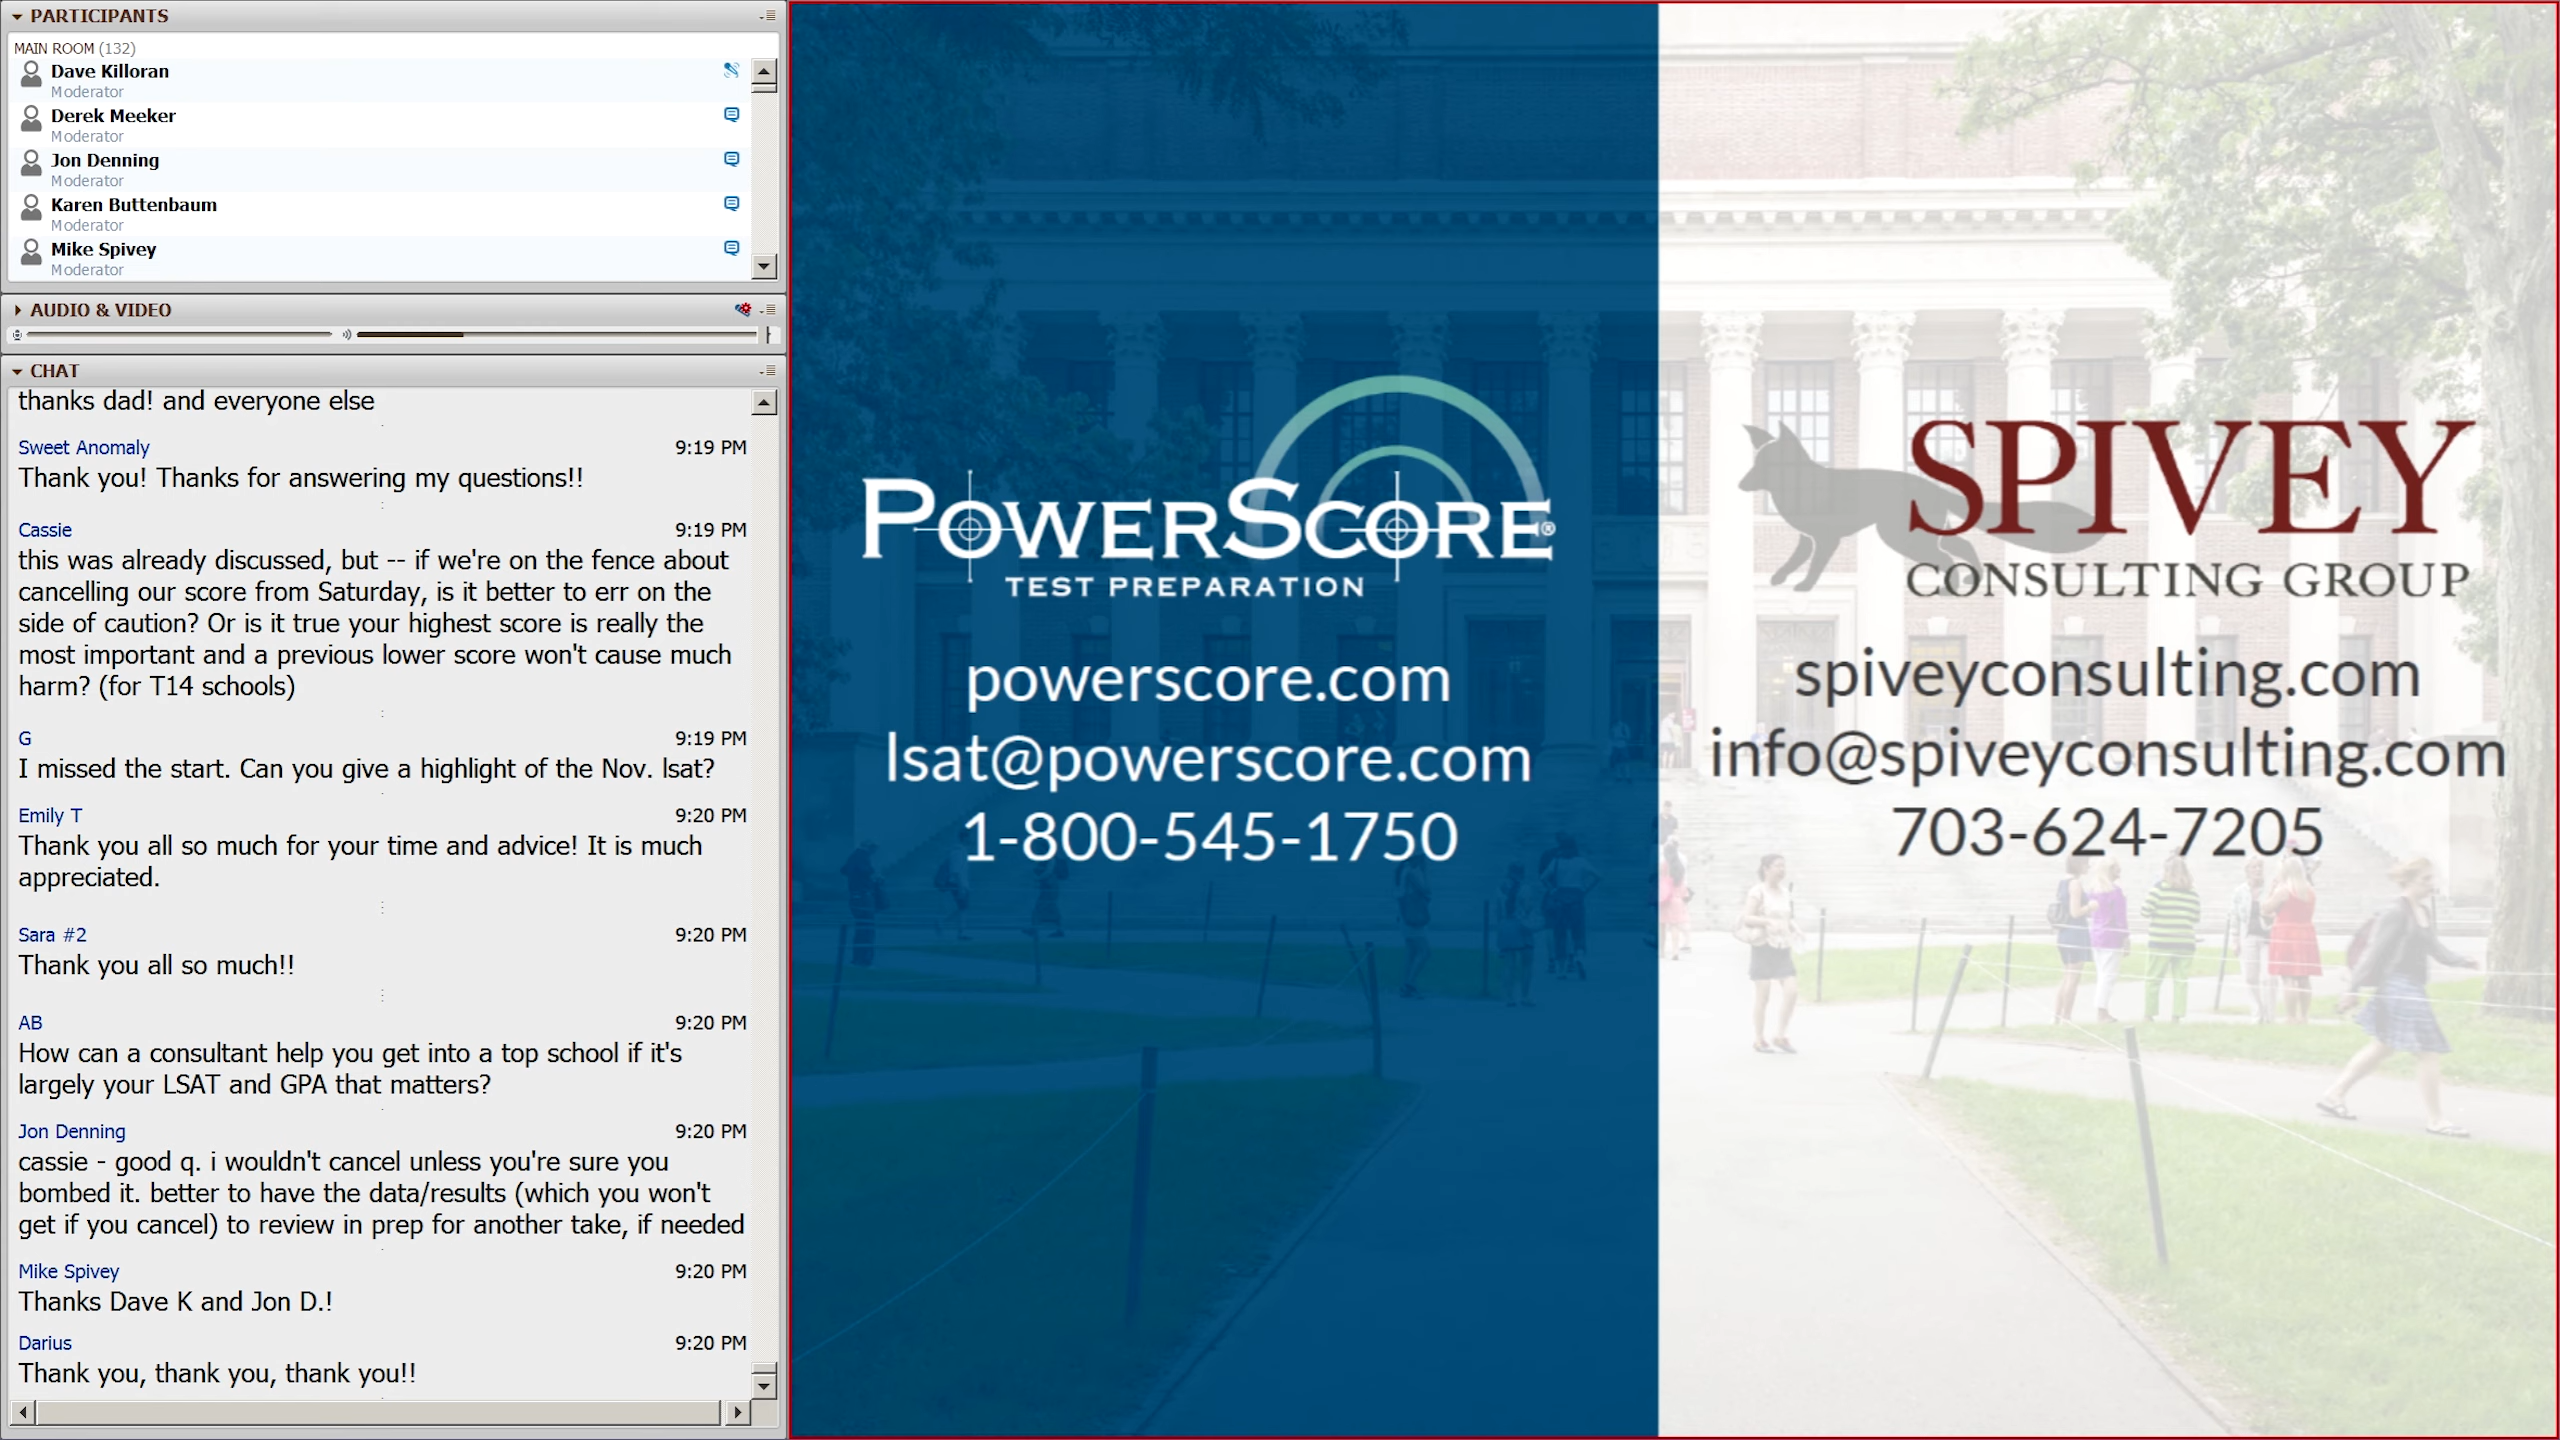 PARTICIPANTS
MAIN ROOM (132)
Dave Killoran
Moderator
Derek Meeker
Moderator
Jon Denning
Moderator
Karen Buttenbaum
Moderator
Mike Spivey
Moderator
AUDIO & VIDEO
CHAT
thanks dad! and everyone else
Sweet Anomaly 9:19 PM
Thank you! Thanks for answering my questions!!
Cassie 9:19 PM
this was already discussed, but -- if we're on the fence about
cancelling our score from Saturday, is it better to err on the
side of caution? Or is it true your highest score is really the
most important and a previous lower score won't cause much
harm? (for T14 schools)
G 9:19 PM
I missed the start. Can you give a highlight of the Nov. lsat?
Emily T 9:20 PM
Thank you all so much for your time and advice! It is much
appreciated.
Sara #2 9:20 PM
Thank you all so much!!
AB 9:20 PM
How can a consultant help you get into a top school if it's
largely your LSAT and GPA that matters?
Jon Denning 9:20 PM
cassie - good q. i wouldn't cancel unless you're sure you
bombed it. better to have the data/results (which you won't
get if you cancel) to review in prep for another take, if needed
Mike Spivey 9:20 PM
Thanks Dave K and Jon D.!
Darius 9:20 PM
Thank you, thank you, thank you!!
POWERSCORE®
TEST PREPARATION
powerscore.com
lsat@powerscore.com
1-800-545-1750
SPIVEY
CONSULTING GROUP
spiveyconsulting.com
info@spiveyconsulting.com
703-624-7205